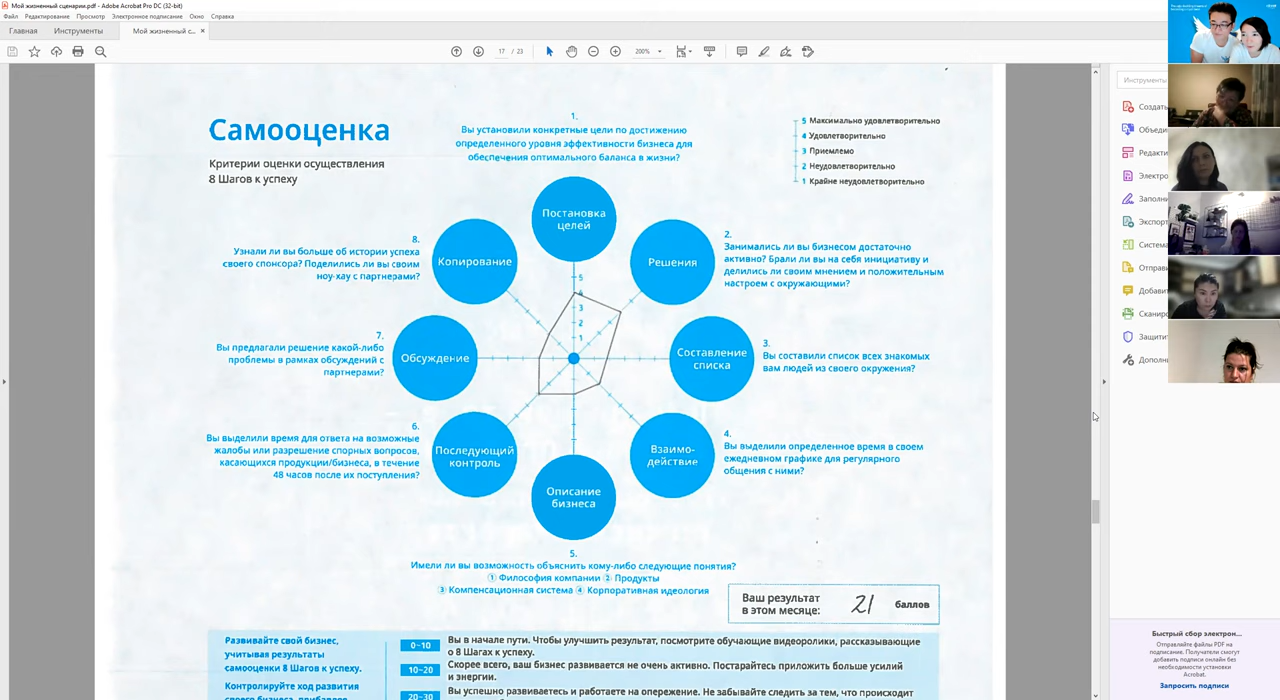 Мой жизненный сценарии.pdf - Adobe Acrobat Pro DC (32-bit)
Файл Редактирование Просмотр Электронное подписание Окно Справка
Главная Инструменты Мой жизненный с... ×
17 / 23
200%
Инструменты
Самооценка
Критерии оценки осуществления
8 Шагов к успеху
1.
Вы установили конкретные цели по достижению
определенного уровня эффективности бизнеса для
обеспечения оптимального баланса в жизни?
5 Максимально удовлетворительно
4 Удовлетворительно
3 Приемлемо
2 Неудовлетворительно
1 Крайне неудовлетворительно
Постановка
целей
8.
Узнали ли вы больше об истории успеха
своего спонсора? Поделились ли вы своим
ноу-хау с партнерами?
Копирование
Решения
2.
Занимались ли вы бизнесом достаточно
активно? Брали ли вы на себя инициативу и
делились ли своим мнением и положительным
настроем с окружающими?
5
4
3
2
1
7.
Вы предлагали решение какой-либо
проблемы в рамках обсуждений с
партнерами?
Обсуждение
Составление
списка
3.
Вы составили список всех знакомых
вам людей из своего окружения?
6.
Вы выделили время для ответа на возможные
жалобы или разрешение спорных вопросов,
касающихся продукции/бизнеса, в течение
48 часов после их поступления?
Последующий
контроль
Взаимо-
действие
4.
Вы выделили определенное время в своем
ежедневном графике для регулярного
общения с ними?
Описание
бизнеса
5.
Имели ли вы возможность объяснить кому-либо следующие понятия?
① Философия компании ② Продукты
③ Компенсационная система ④ Корпоративная идеология
Ваш результат
в этом месяце: 21 баллов
Развивайте свой бизнес,
учитывая результаты
самооценки 8 Шагов к успеху.
Контролируйте ход развития
0~10
Вы в начале пути. Чтобы улучшить результат, посмотрите обучающие видеоролики, рассказывающие
о 8 Шагах к успеху.
10~20
Скорее всего, ваш бизнес развивается не очень активно. Постарайтесь приложить больше усилий
и энергии.
20~30
Вы успешно развиваетесь и работаете на опережение. Не забывайте следить за тем, что происходит
Создать
Объеди
Редакти
Электро
Заполни
Экспорт
Система
Отправи
Добави
Сканиро
Защити
Дополн
Быстрый сбор электрон...
Отправляйте файлы PDF на
подписание. Получатели смогут
добавить подписи онлайн без
необходимости установки
Acrobat.
Запросить подписи